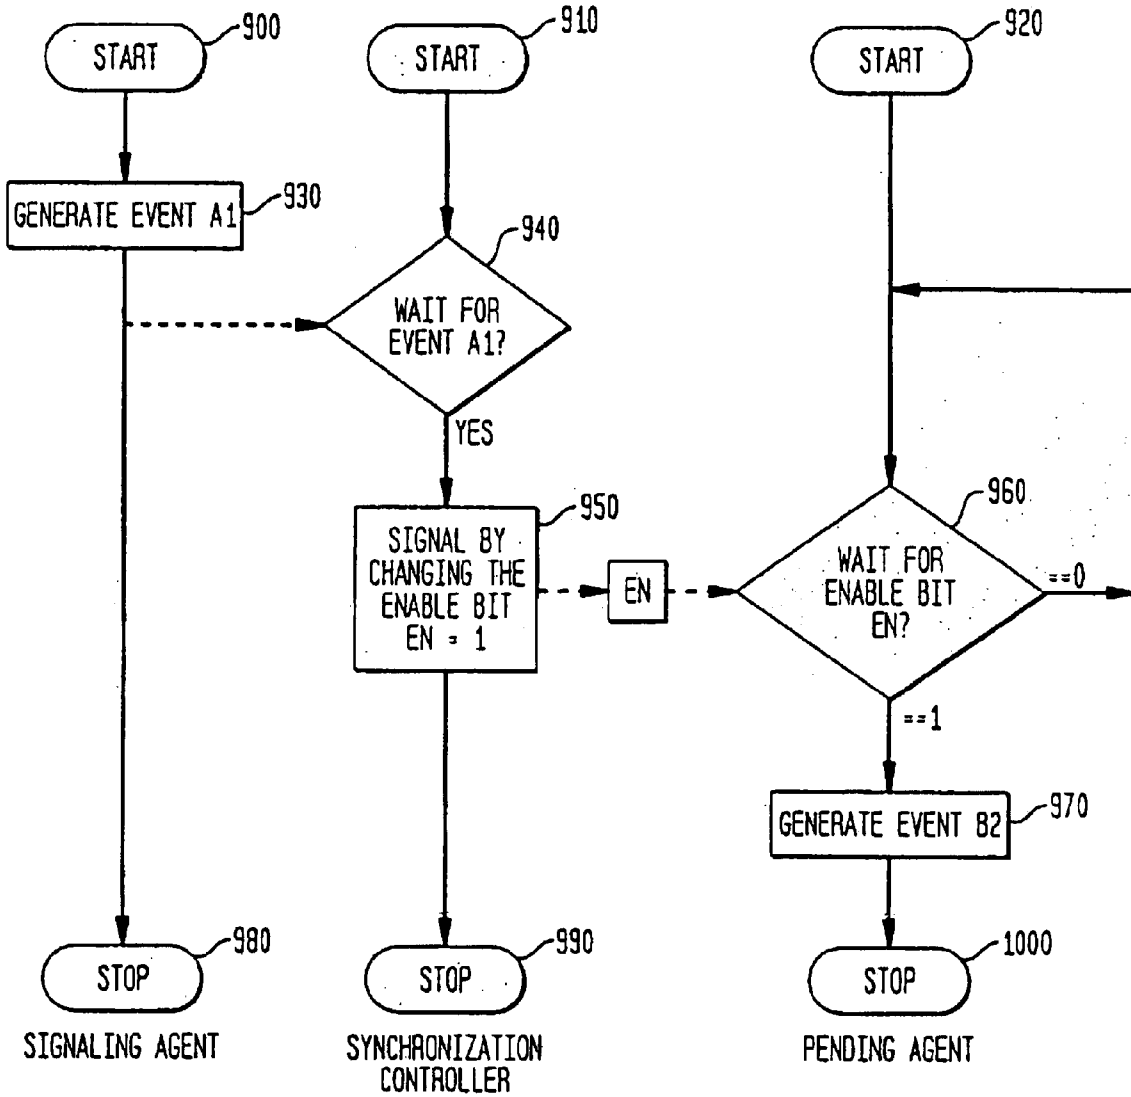 START
900
GENERATE EVENT A1
930
STOP
980
SIGNALING AGENT
START
910
WAIT FOR
EVENT A1?
940
YES
SIGNAL BY
CHANGING THE
ENABLE BIT
EN = 1
950
EN
STOP
990
SYNCHRONIZATION
CONTROLLER
START
920
WAIT FOR
ENABLE BIT
EN?
960
==0
==1
GENERATE EVENT B2
970
STOP
1000
PENDING AGENT